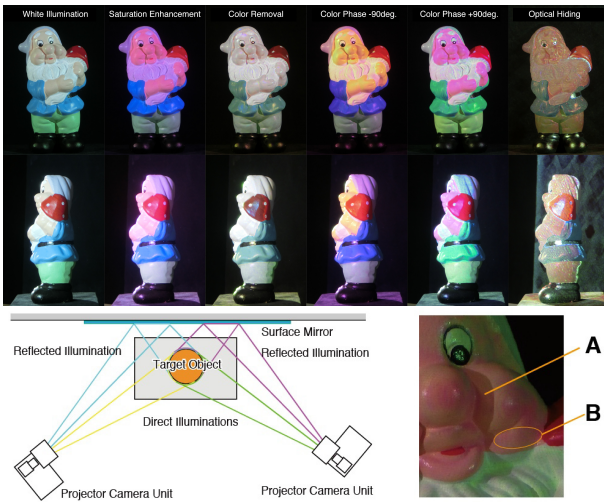 White Illumination
Saturation Enhancement
Color Removal
Color Phase -90deg.
Color Phase +90deg.
Optical Hiding
Surface Mirror
Reflected Illumination
Reflected Illumination
Target Object
Direct Illuminations
Projector Camera Unit
Projector Camera Unit
A
B